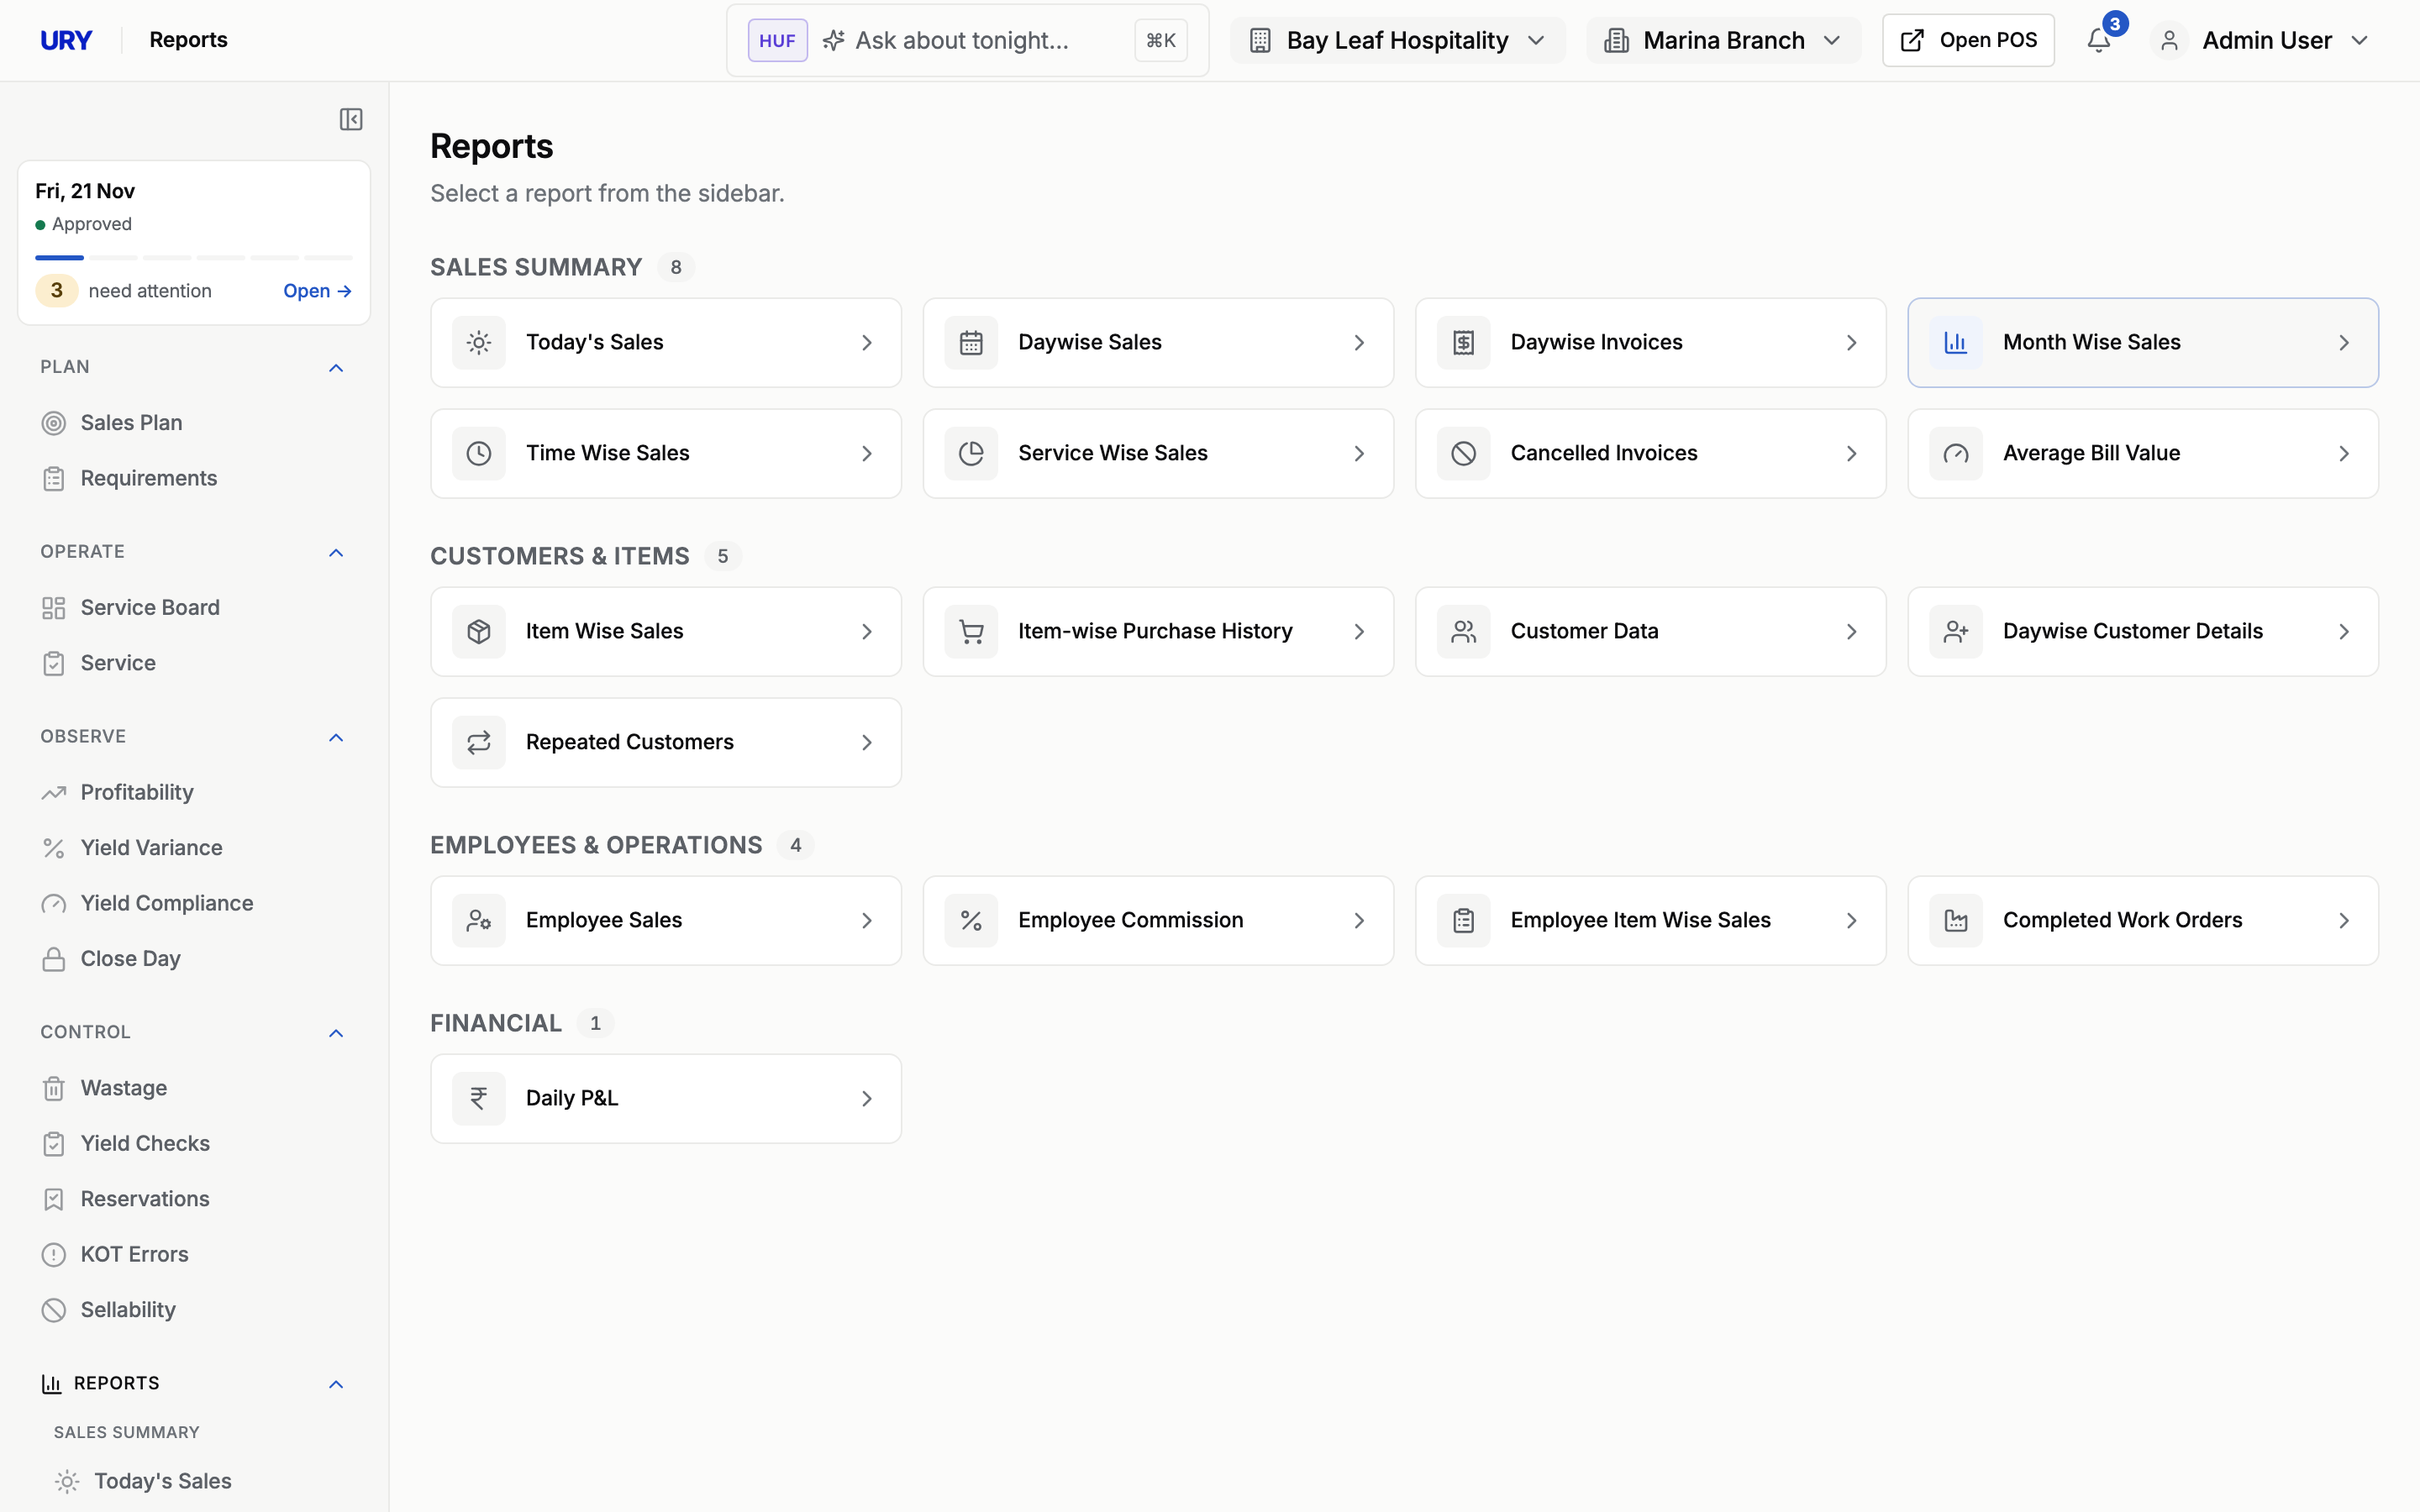 URY
Reports
HUF
Ask about tonight...
⌘K
Bay Leaf Hospitality
Marina Branch
Open POS
3
Admin User
Fri, 21 Nov
Approved
3 need attention
Open →
PLAN
Sales Plan
Requirements
OPERATE
Service Board
Service
OBSERVE
Profitability
Yield Variance
Yield Compliance
Close Day
CONTROL
Wastage
Yield Checks
Reservations
KOT Errors
Sellability
REPORTS
SALES SUMMARY
Today's Sales
Reports
Select a report from the sidebar.
SALES SUMMARY 8
Today's Sales
Daywise Sales
Daywise Invoices
Month Wise Sales
Time Wise Sales
Service Wise Sales
Cancelled Invoices
Average Bill Value
CUSTOMERS & ITEMS 5
Item Wise Sales
Item-wise Purchase History
Customer Data
Daywise Customer Details
Repeated Customers
EMPLOYEES & OPERATIONS 4
Employee Sales
Employee Commission
Employee Item Wise Sales
Completed Work Orders
FINANCIAL 1
Daily P&L